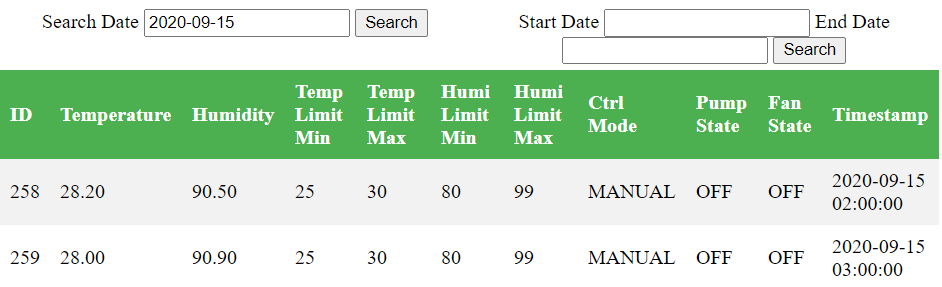 Search Date 2020-09-15 Search Start Date End Date
Search
ID Temperature Humidity Temp Limit Min Temp Limit Max Humi Limit Min Humi Limit Max Ctrl Mode Pump State Fan State Timestamp
258 28.20 90.50 25 30 80 99 MANUAL OFF OFF 2020-09-15 02:00:00
259 28.00 90.90 25 30 80 99 MANUAL OFF OFF 2020-09-15 03:00:00